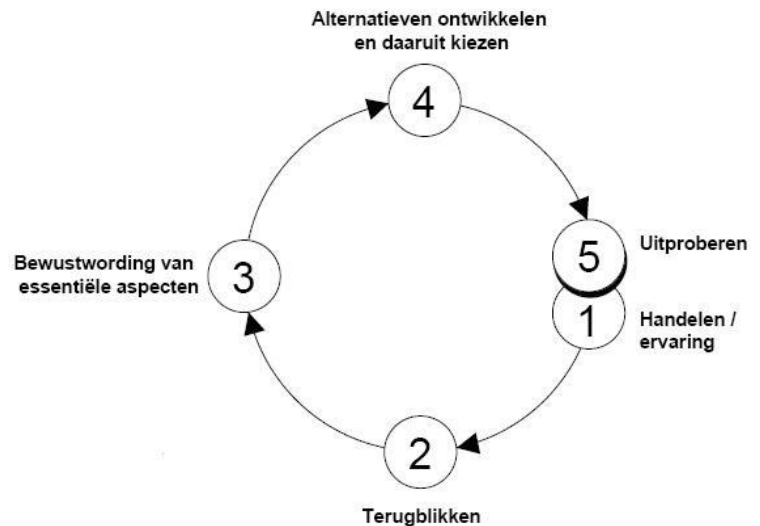 Alternatieven ontwikkelen
en daaruit kiezen
4
5
Uitproberen
Bewustwording van
essentiële aspecten
3
1
Handelen /
ervaring
2
Terugblikken